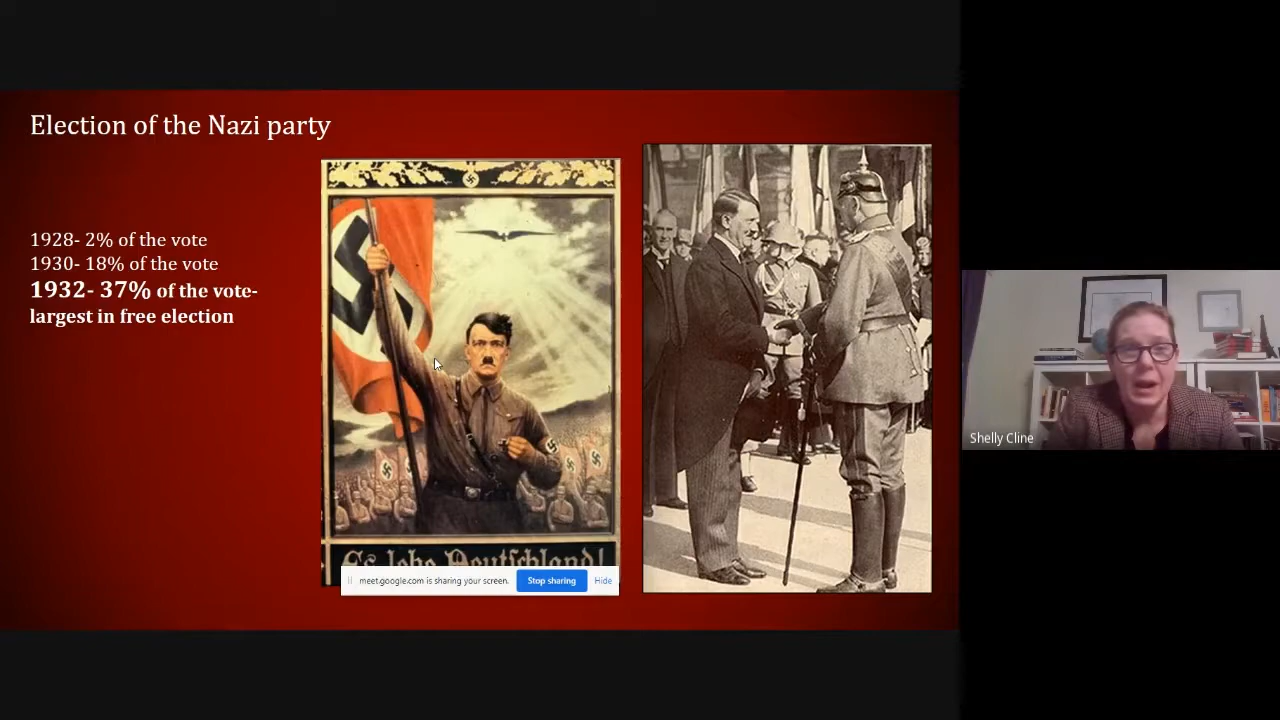 Election of the Nazi party
1928- 2% of the vote
1930- 18% of the vote
1932- 37% of the vote-
largest in free election
Es lebe Deutschland!
meet.google.com is sharing your screen.
Stop sharing
Hide
Shelly Cline